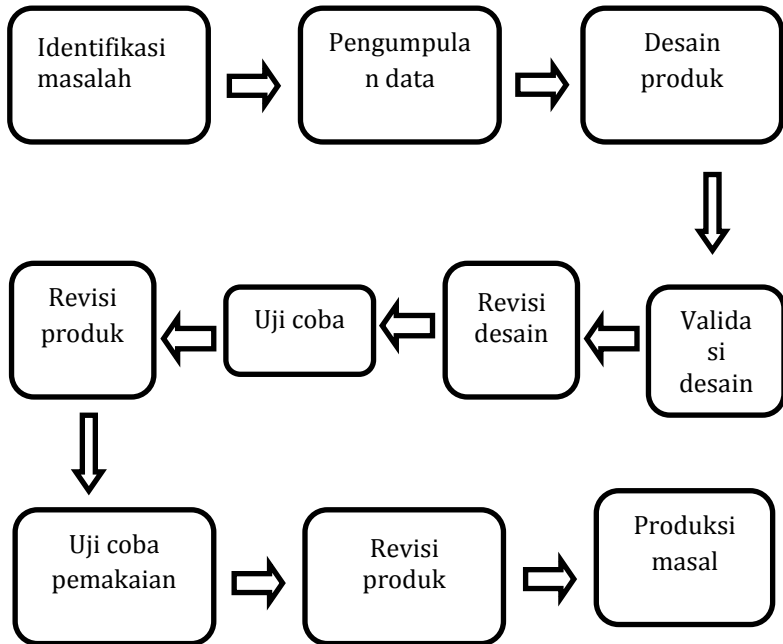 Identifikasi
masalah
Pengumpula
n data
Desain
produk
Valida
si
desain
Revisi
desain
Uji coba
Revisi
produk
Uji coba
pemakaian
Revisi
produk
Produksi
masal